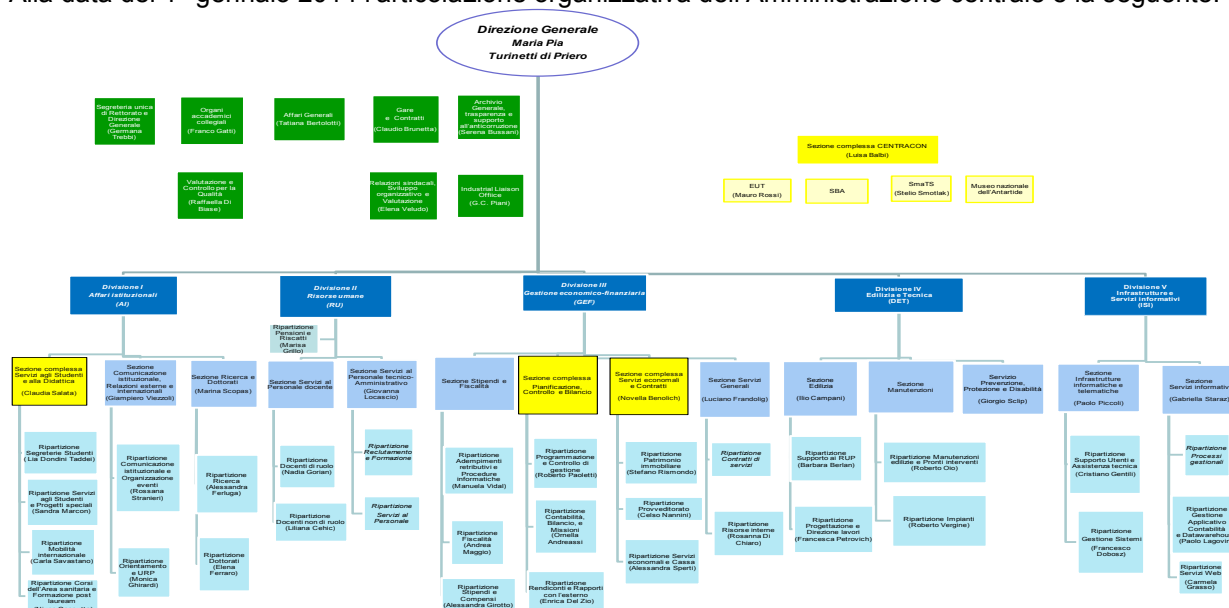 Direzione Generale
Maria Pia
Turinetti di Priero
Segreteria unica
di Rettorato e
Direzione
Generale
(Germana
Trebbi)
Organi
accademici
collegiali
(Franco Gatti)
Affari Generali
(Tatiana Bertolotti)
Gare
e Contratti
(Claudio Brunetta)
Archivio
Generale,
trasparenza e
supporto
all'anticorruzione
(Serena Bussani)
Sezione complessa CENTRACON
(Luisa Balbi)
Valutazione e
Controllo per la
Qualità
(Raffaella Di
Biase)
Relazioni sindacali,
Sviluppo
organizzativo e
Valutazione
(Elena Veludo)
Industrial Liaison
Office
(G.C. Piani)
EUT
(Mauro Rossi)
SBA
SmaTS
(Stelio Smotlak)
Museo nazionale
dell'Antartide
Divisione I
Affari istituzionali
(AI)
Divisione II
Risorse umane
(RU)
Divisione III
Gestione economico-finanziaria
(GEF)
Divisione IV
Edilizia e Tecnica
(DET)
Divisione V
Infrastrutture e
Servizi informativi
(ISI)
Ripartizione
Pensioni e
Riscatti
(Marisa
Grillo)
Sezione complessa
Servizi agli Studenti
e alla Didattica
(Claudia Salata)
Sezione
Comunicazione
istituzionale,
Relazioni esterne e
internazionali
(Giampiero Viezzoli)
Sezione Ricerca e
Dottorati
(Marina Scopas)
Sezione Servizi al
Personale docente
Sezione Servizi al
Personale tecnico-
Amministrativo
(Giovanna
Locascio)
Sezione Stipendi e
Fiscalità
Sezione complessa
Pianificazione,
Controllo e Bilancio
Sezione complessa
Servizi economali
e Contratti
(Novella Benolich)
Sezione Servizi
Generali
(Luciano Frandolig)
Sezione
Edilizia
(Ilio Campani)
Sezione
Manutenzioni
Servizio
Prevenzione,
Protezione e Disabilità
(Giorgio Sclip)
Sezione
Infrastrutture
informatiche e
telematiche
(Paolo Piccoli)
Sezione
Servizi informativi
(Gabriella Staraz)
Ripartizione
Segreterie Studenti
(Lia Dondini Taddei)
Ripartizione
Comunicazione
istituzionale e
Organizzazione
eventi
(Rossana
Stranieri)
Ripartizione
Ricerca
(Alessandra
Ferluga)
Ripartizione
Docenti di ruolo
(Nadia Gorian)
Ripartizione
Reclutamento
e Formazione
Ripartizione
Adempimenti
retributivi e
Procedure
informatiche
(Manuela Vidal)
Ripartizione
Programmazione
e Controllo di
gestione
(Roberto Paoletti)
Ripartizione
Patrimonio
immobiliare
(Stefano Rismondo)
Ripartizione
Contratti di
servizi
Ripartizione
Supporto ai RUP
(Barbara Berlan)
Ripartizione Manutenzioni
edilizie e Pronti interventi
(Roberto Oio)
Ripartizione
Supporto Utenti e
Assistenza tecnica
(Cristiano Gentili)
Ripartizione
Processi
gestionali
Ripartizione Servizi
agli Studenti
e Progetti speciali
(Sandra Marcon)
Ripartizione
Orientamento
e URP
(Monica
Ghirardi)
Ripartizione
Dottorati
(Elena
Ferraro)
Ripartizione
Docenti non di ruolo
(Liliana Cehic)
Ripartizione
Servizi al
Personale
Ripartizione
Fiscalità
(Andrea
Maggio)
Ripartizione
Contabilità,
Bilancio, e
Missioni
(Ornella
Andreassi
Ripartizione
Provveditorato
(Celso Nannini)
Ripartizione
Risorse interne
(Rosanna Di
Chiaro)
Ripartizione
Progettazione e
Direzione lavori
(Francesca Petrovich)
Ripartizione Impianti
(Roberto Vergine)
Ripartizione
Gestione Sistemi
(Francesco
Dobosz)
Ripartizione
Gestione
Applicativo
Contabilità
e Datawarehou
(Paolo Lagovin
Ripartizione
Mobilità
internazionale
(Carla Savastano)
Ripartizione Corsi
dell'Area sanitaria e
Formazione post
lauream
Ripartizione
Stipendi e
Compensi
(Alessandra Girotto)
Ripartizione
Rendiconti e Rapporti
con l'esterno
(Enrica Del Zio)
Ripartizione Servizi
economali e Cassa
(Alessandra Sperti)
Ripartizione
Servizi Web
(Carmela
Grasso)